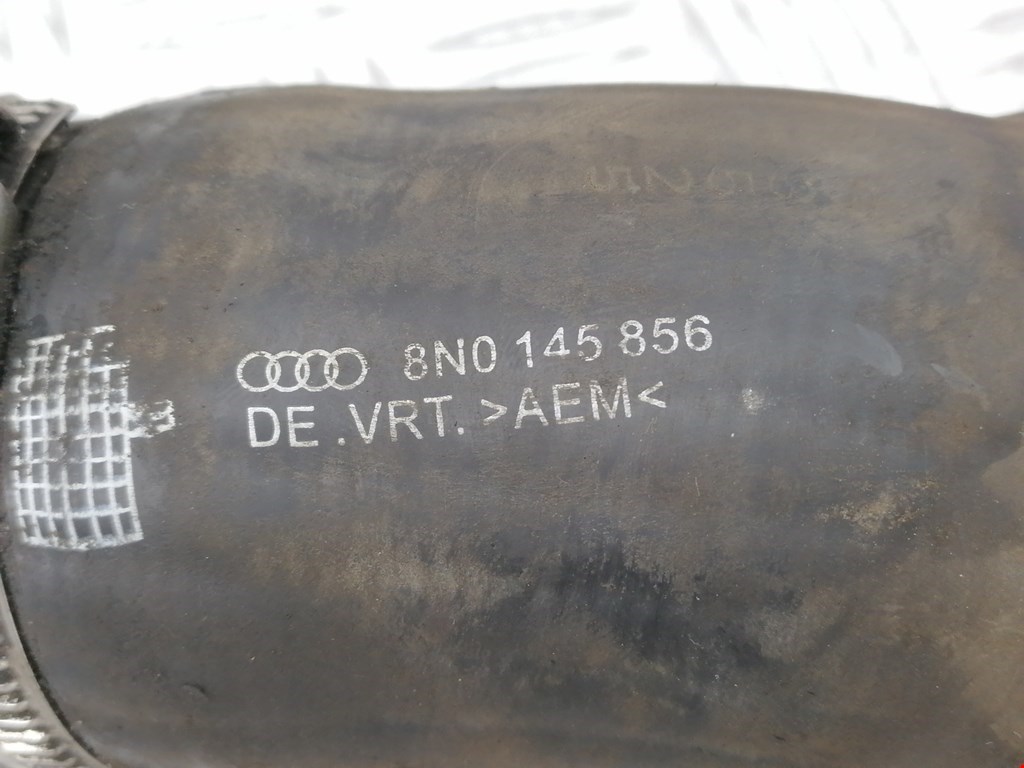 8N0 145 856
DE .VRT. >AEM<